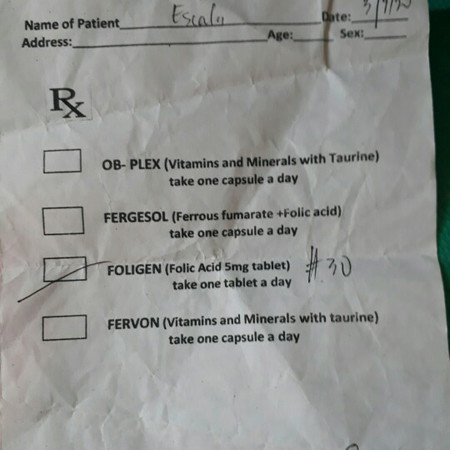 Name of Patient Escala Date: 3/7/
Address: Age: Sex:
Rx
OB- PLEX (Vitamins and Minerals with Taurine)
take one capsule a day
FERGESOL (Ferrous fumarate +Folic acid)
take one capsule a day
FOLIGEN (Folic Acid 5mg tablet) #30
take one tablet a day
FERVON (Vitamins and Minerals with taurine)
take one capsule a day